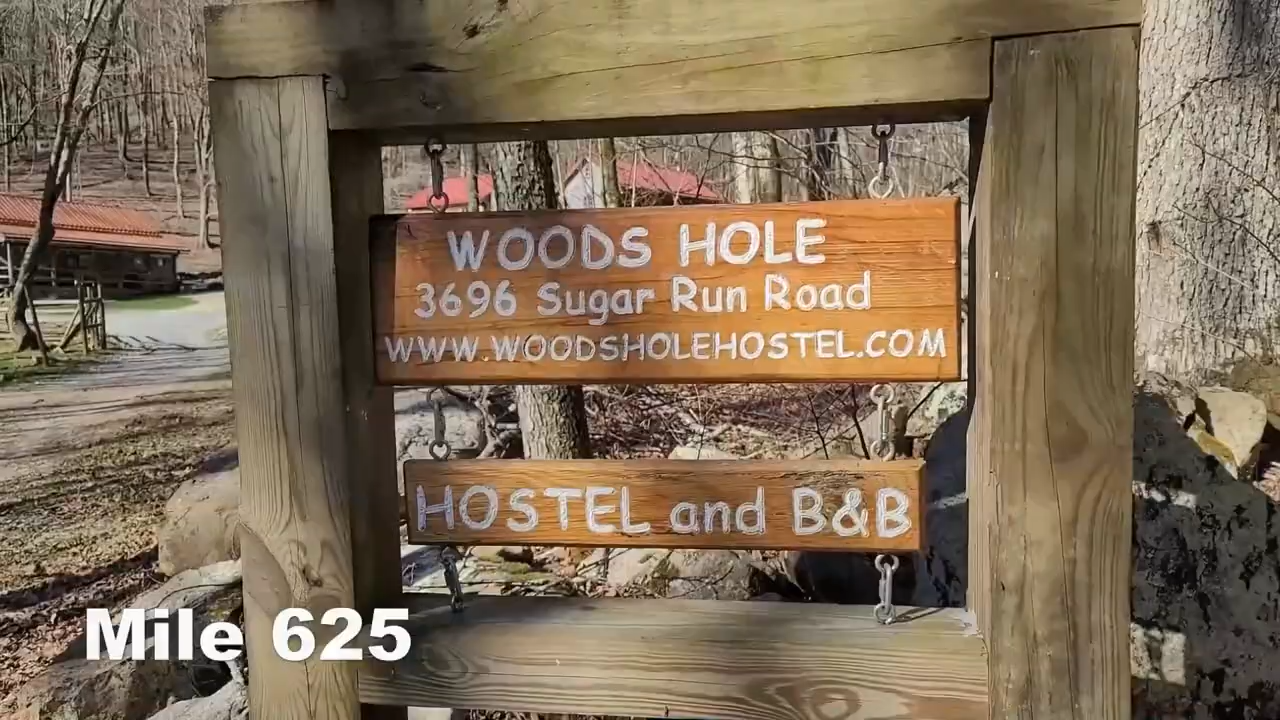 WOODS HOLE
3696 Sugar Run Road
WWW.WOODSHOLEHOSTEL.COM
HOSTEL and B&B
Mile 625